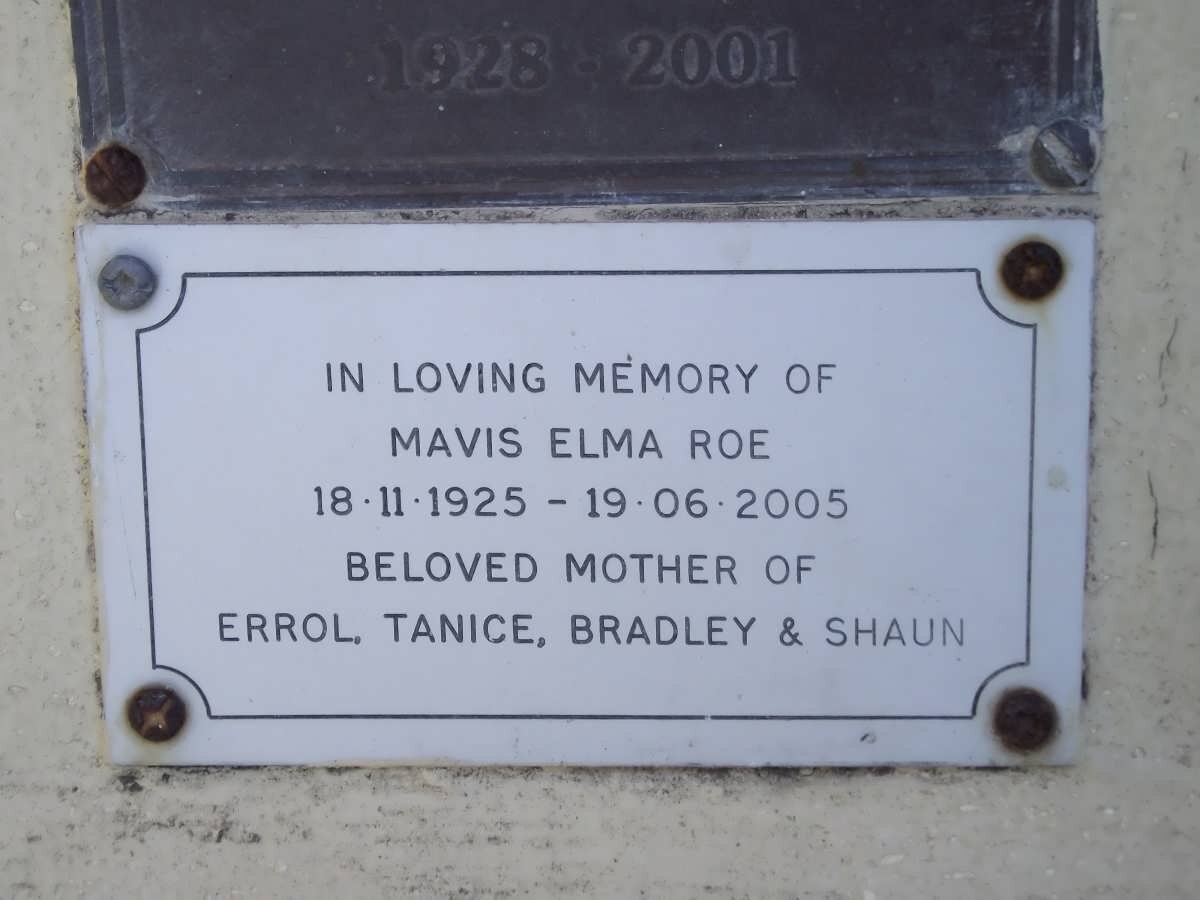 1928 · 2001
IN LOVING MEMORY OF
MAVIS ELMA ROE
18·11·1925 – 19·06·2005
BELOVED MOTHER OF
ERROL, TANICE, BRADLEY & SHAUN